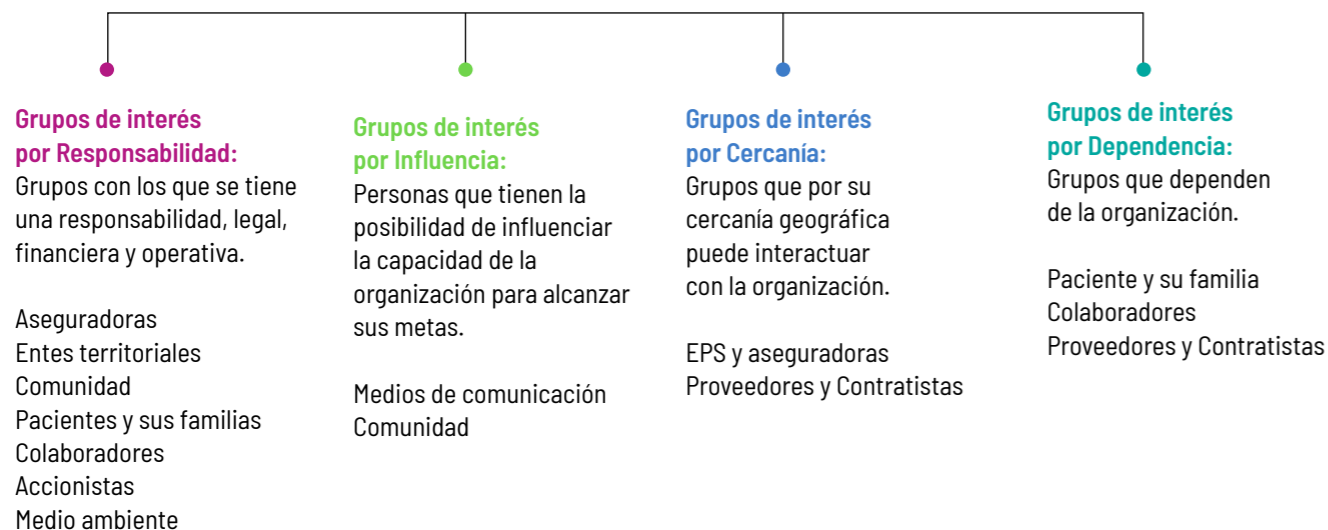 Grupos de interés
por Responsabilidad:
Grupos con los que se tiene
una responsabilidad, legal,
financiera y operativa.
Aseguradoras
Entes territoriales
Comunidad
Pacientes y sus familias
Colaboradores
Accionistas
Medio ambiente
Grupos de interés
por Influencia:
Personas que tienen la
posibilidad de influenciar
la capacidad de la
organización para alcanzar
sus metas.
Medios de comunicación
Comunidad
Grupos de interés
por Cercanía:
Grupos que por su
cercanía geográfica
puede interactuar
con la organización.
EPS y aseguradoras
Proveedores y Contratistas
Grupos de interés
por Dependencia:
Grupos que dependen
de la organización.
Paciente y su familia
Colaboradores
Proveedores y Contratistas